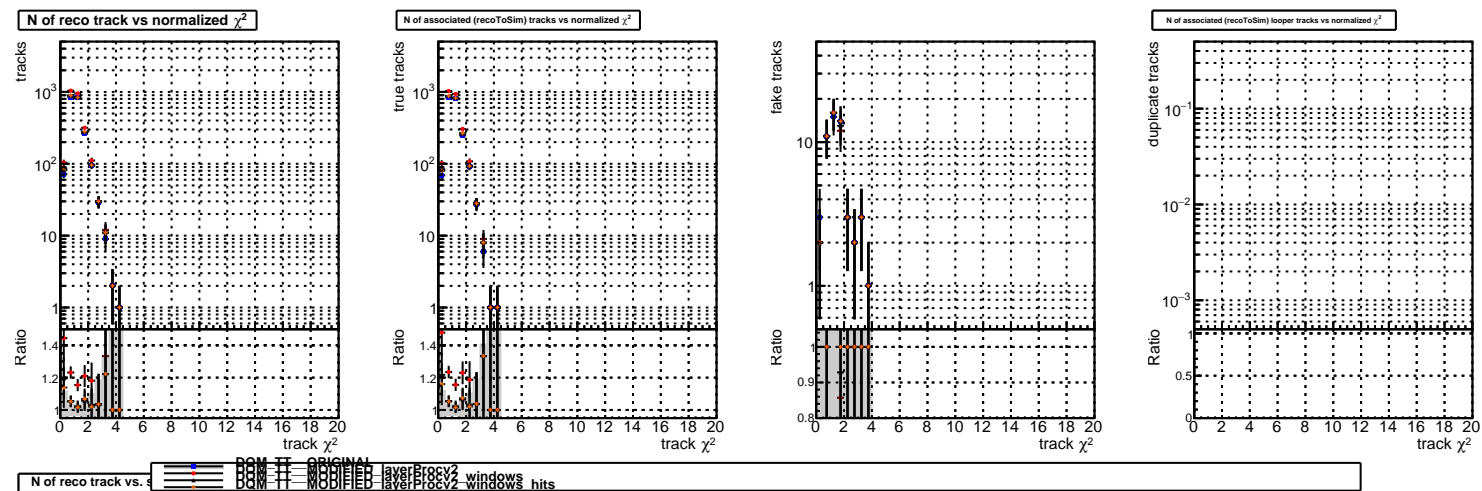 N of reco track vs normalized χ²
tracks
10³
10²
10
1
Ratio
1.4
1.2
1
0 2 4 6 8 10 12 14 16 18 20
track χ²
N of associated (recoToSim) tracks vs normalized χ²
true tracks
10³
10²
10
1
Ratio
1.4
1.2
1
0 2 4 6 8 10 12 14 16 18 20
track χ²
fake tracks
10
1
Ratio
1
0.9
0.8
0 2 4 6 8 10 12 14 16 18 20
track χ²
N of associated (recoToSim) looper tracks vs normalized χ²
duplicate tracks
10⁻¹
10⁻²
10⁻³
Ratio
1
0.5
0
0 2 4 6 8 10 12 14 16 18 20
track χ²
N of reco track vs.
DQM_TT__ORIGINAL
DQM_TT__MODIFIED_layerProcv2
DQM_TT__MODIFIED_layerProcv2_windows
DQM_TT__MODIFIED_layerProcv2_windows_hits